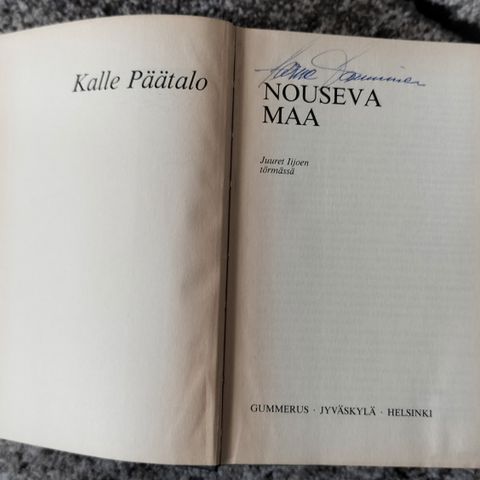 Kalle Päätalo
NOUSEVA
MAA
Juuret Iijoen
törmässä
GUMMERUS · JYVÄSKYLÄ · HELSINKI